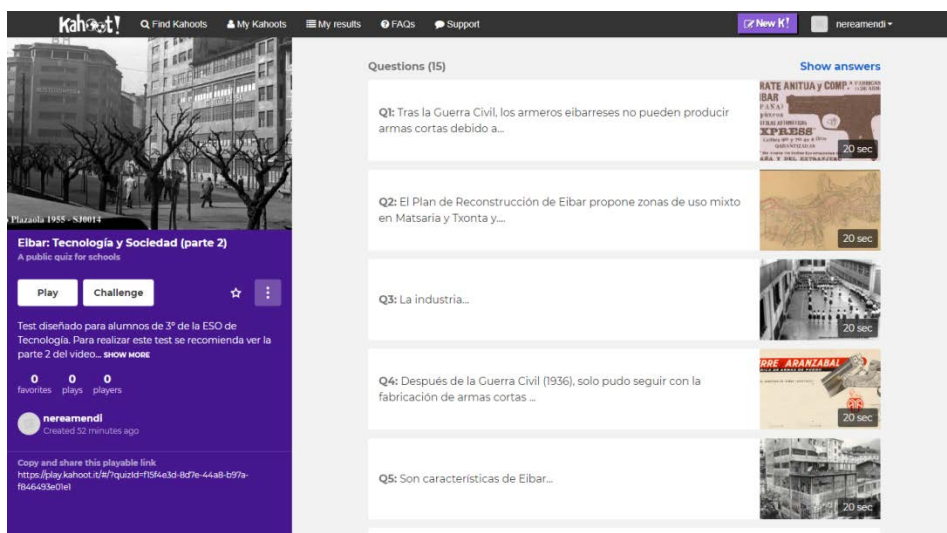 Kahoot!
Find Kahoots
My Kahoots
My results
FAQs
Support
New K!
nereamendi
Plazaola 1955 - SJ0014
Eibar: Tecnología y Sociedad (parte 2)
A public quiz for schools
Play
Challenge
Test diseñado para alumnos de 3º de la ESO de
Tecnología. Para realizar este test se recomienda ver la
parte 2 del video... SHOW MORE
0 0 0
favorites plays players
nereamendi
Created 52 minutes ago
Copy and share this playable link
https://play.kahoot.it/#/?quizId=f15f4e3d-8d7e-44a8-b97a-
f846493e01e1
Questions (15)
Show answers
Q1: Tras la Guerra Civil, los armeros eibarreses no pueden producir
armas cortas debido a...
RATE ANITUA y COMP
IBAR
XPRESS
20 sec
Q2: El Plan de Reconstrucción de Eibar propone zonas de uso mixto
en Matsaria y Txonta y....
20 sec
Q3: La industria...
20 sec
Q4: Después de la Guerra Civil (1936), solo pudo seguir con la
fabricación de armas cortas ...
RRE ARANZABAL
20 sec
Q5: Son características de Eibar...
20 sec